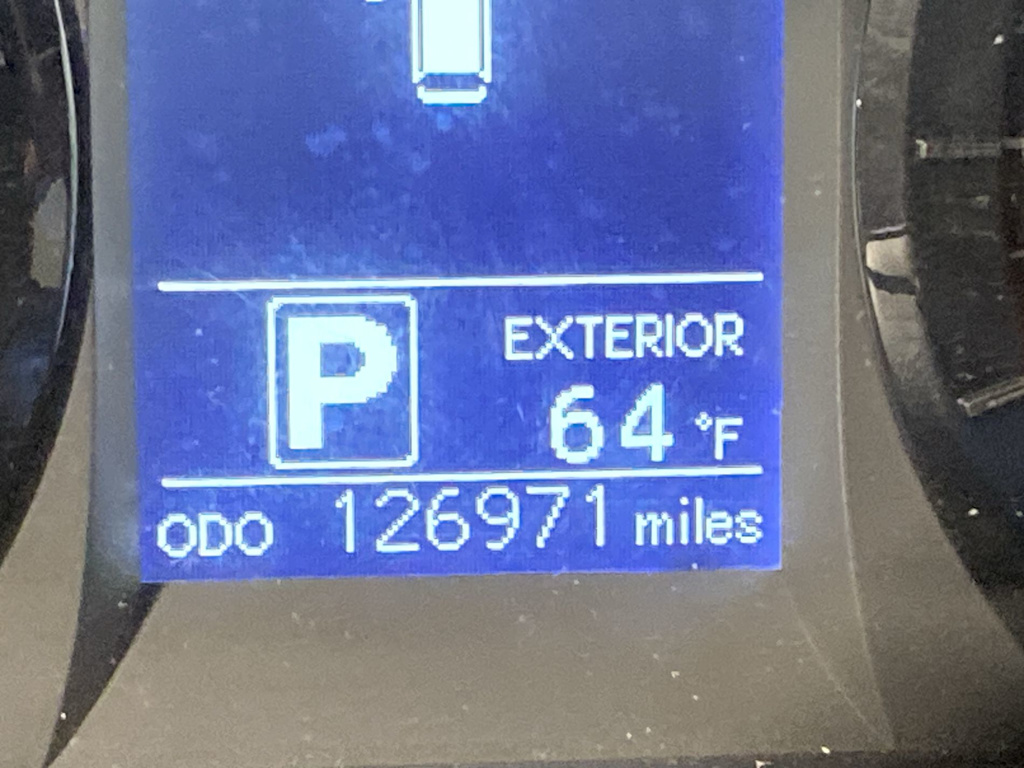 P
EXTERIOR
64 °F
ODO 126971 miles